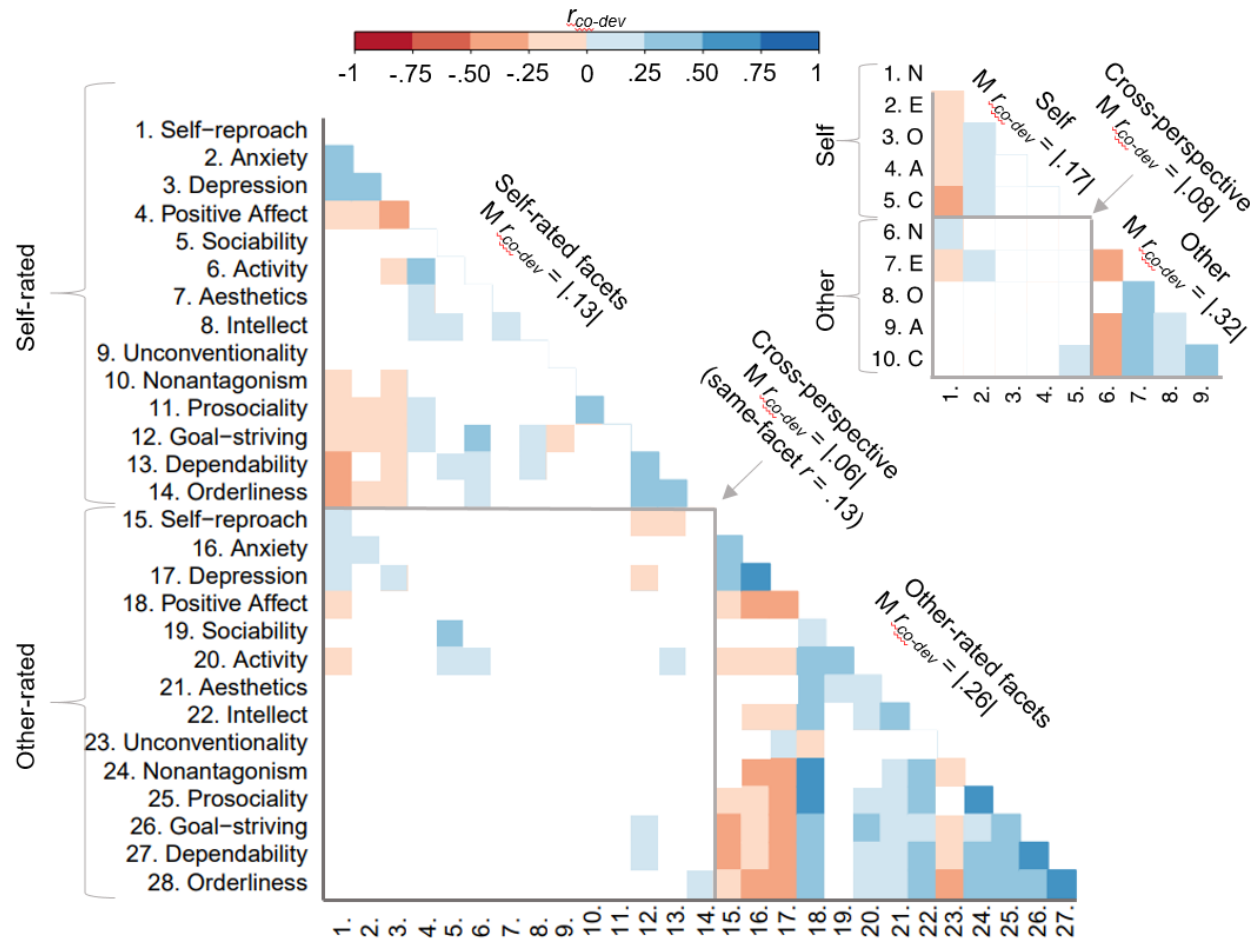 r co-dev
-1 -.75 -.50 -.25 0 .25 .50 .75 1
Self-rated
1. Self−reproach
2. Anxiety
3. Depression
4. Positive Affect
5. Sociability
6. Activity
7. Aesthetics
8. Intellect
9. Unconventionality
10. Nonantagonism
11. Prosociality
12. Goal−striving
13. Dependability
14. Orderliness
Other-rated
15. Self−reproach
16. Anxiety
17. Depression
18. Positive Affect
19. Sociability
20. Activity
21. Aesthetics
22. Intellect
23. Unconventionality
24. Nonantagonism
25. Prosociality
26. Goal−striving
27. Dependability
28. Orderliness
1. 2. 3. 4. 5. 6. 7. 8. 9. 10. 11. 12. 13. 14. 15. 16. 17. 18. 19. 20. 21. 22. 23. 24. 25. 26. 27.
Self-rated facets
M r co-dev = |.13|
Cross-perspective
M r co-dev = |.06|
(same-facet r = .13)
Other-rated facets
M r co-dev = |.26|
Self
1. N
2. E
3. O
4. A
5. C
Other
6. N
7. E
8. O
9. A
10. C
1. 2. 3. 4. 5. 6. 7. 8. 9.
Self
M r co-dev = |.17|
Cross-perspective
M r co-dev = |.08|
Other
M r co-dev = |.32|